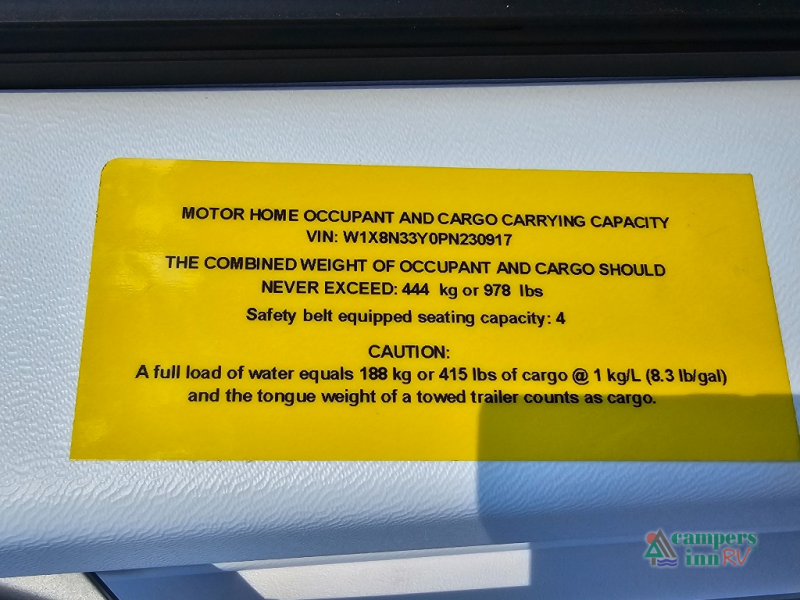 MOTOR HOME OCCUPANT AND CARGO CARRYING CAPACITY
VIN: W1X8N33Y0PN230917
THE COMBINED WEIGHT OF OCCUPANT AND CARGO SHOULD
NEVER EXCEED: 444 kg or 978 lbs
Safety belt equipped seating capacity: 4
CAUTION:
A full load of water equals 188 kg or 415 lbs of cargo @ 1 kg/L (8.3 lb/gal)
and the tongue weight of a towed trailer counts as cargo.
campers
inn RV